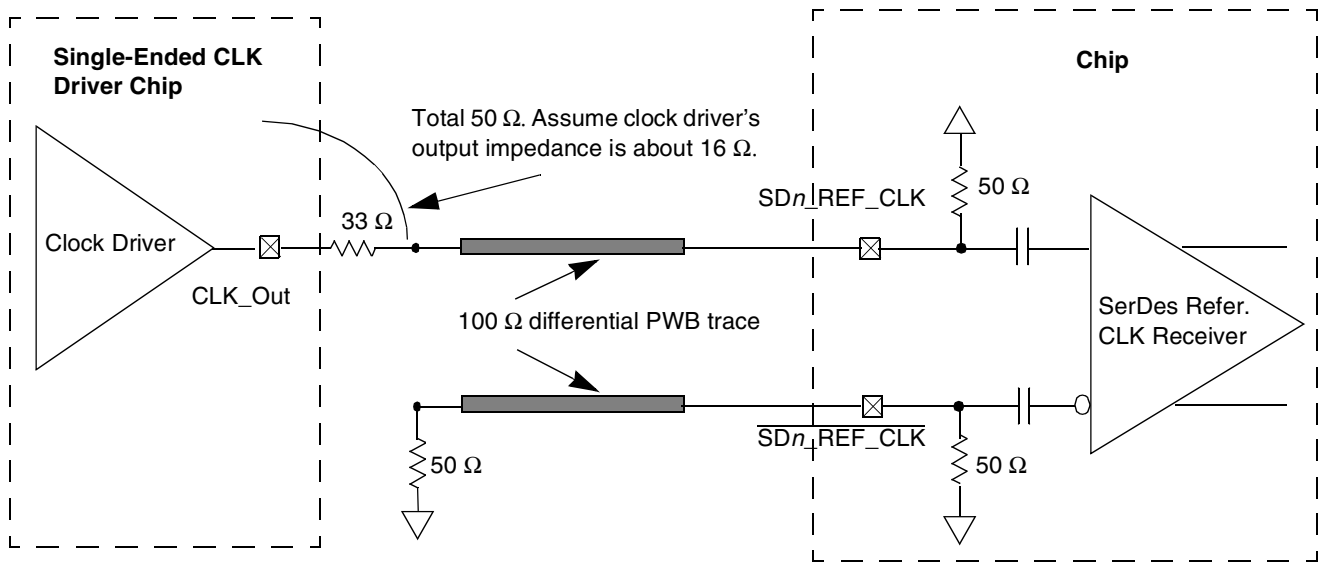 Single-Ended CLK
Driver Chip
Chip
Total 50 Ω. Assume clock driver’s
output impedance is about 16 Ω.
SDn_REF_CLK
50 Ω
33 Ω
Clock Driver
CLK_Out
100 Ω differential PWB trace
SerDes Refer.
CLK Receiver
SDn_REF_CLK
50 Ω
50 Ω